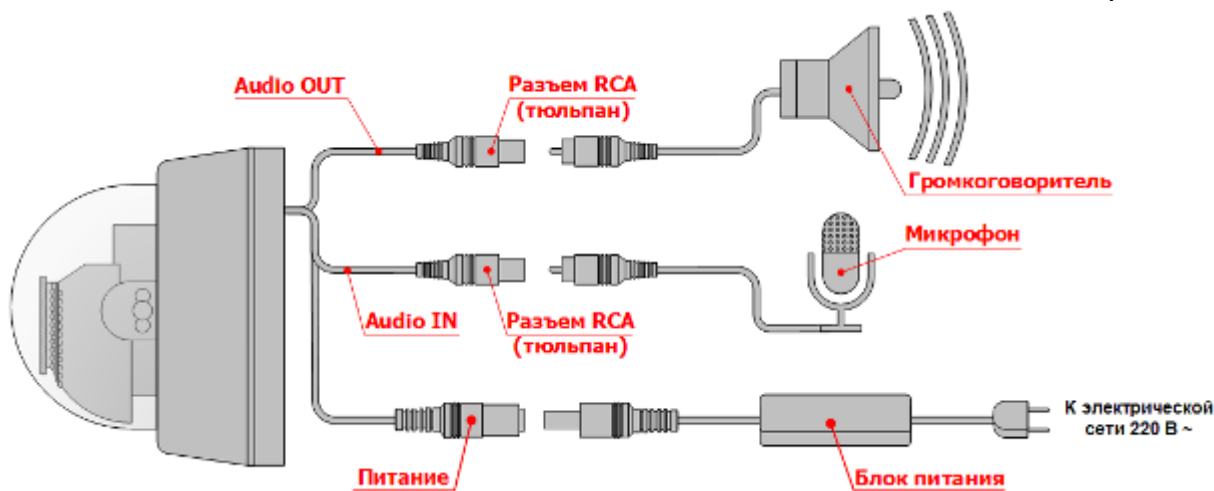 Audio OUT
Разъем RCA
(тюльпан)
Громкоговоритель
Микрофон
Audio IN
Разъем RCA
(тюльпан)
К электрической
сети 220 В ~
Питание
Блок питания